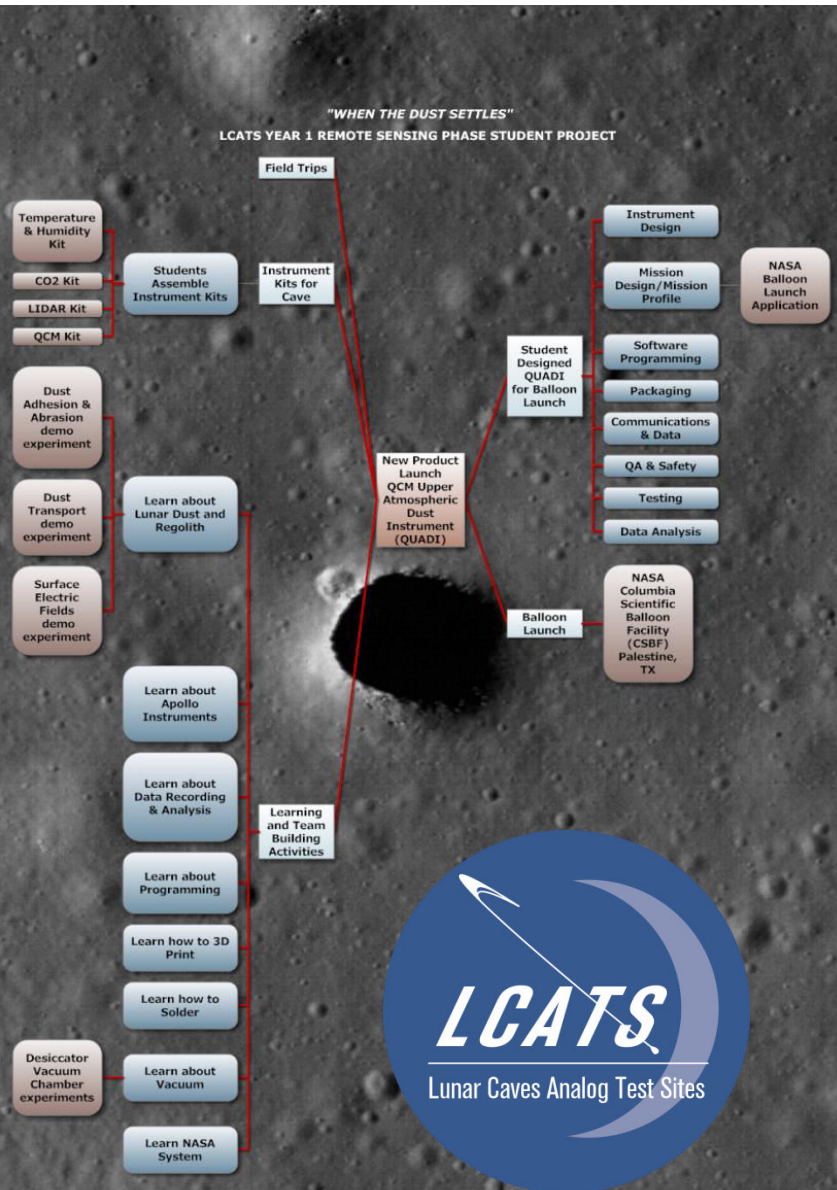 "WHEN THE DUST SETTLES"
LCATS YEAR 1 REMOTE SENSING PHASE STUDENT PROJECT
Field Trips
Temperature
& Humidity
Kit
CO2 Kit
LIDAR Kit
QCM Kit
Students
Assemble
Instrument Kits
Instrument
Kits for
Cave
Dust
Adhesion &
Abrasion
demo
experiment
Dust
Transport
demo
experiment
Surface
Electric
Fields
demo
experiment
Learn about
Lunar Dust and
Regolith
Learn about
Apollo
Instruments
Learn about
Data Recording
& Analysis
Learn about
Programming
Learn how to 3D
Print
Learn how to
Solder
Desiccator
Vacuum
Chamber
experiments
Learn about
Vacuum
Learn NASA
System
Learning
and Team
Building
Activities
New Product
Launch
QCM Upper
Atmospheric
Dust
Instrument
(QUADI)
Student
Designed
QUADI
for Balloon
Launch
Instrument
Design
Mission
Design/Mission
Profile
NASA
Balloon
Launch
Application
Software
Programming
Packaging
Communications
& Data
QA & Safety
Testing
Data Analysis
Balloon
Launch
NASA
Columbia
Scientific
Balloon
Facility
(CSBF)
Palestine,
TX
LCATS
Lunar Caves Analog Test Sites